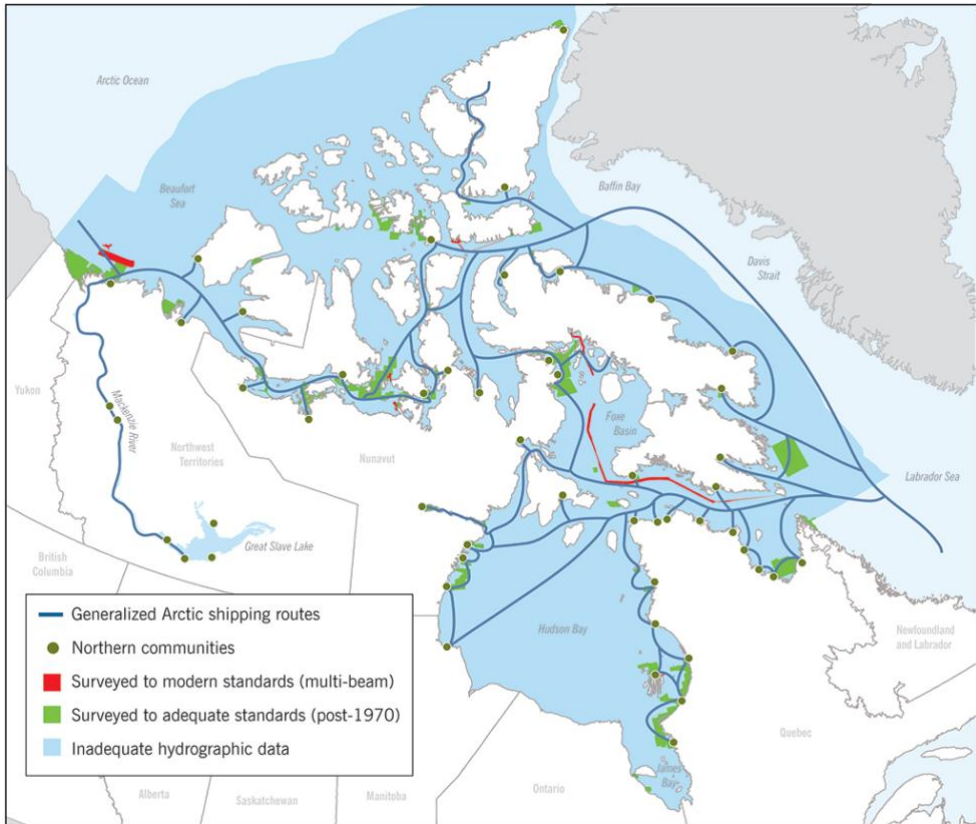 Arctic Ocean
Beaufort
Sea
Baffin Bay
Davis
Strait
Yukon
Mackenzie River
Northwest
Territories
Nunavut
Foxe
Basin
Labrador Sea
Great Slave Lake
British
Columbia
Hudson Bay
Newfoundland
and Labrador
Quebec
James
Bay
Ontario
Alberta
Saskatchewan
Manitoba
Generalized Arctic shipping routes
Northern communities
Surveyed to modern standards (multi-beam)
Surveyed to adequate standards (post-1970)
Inadequate hydrographic data